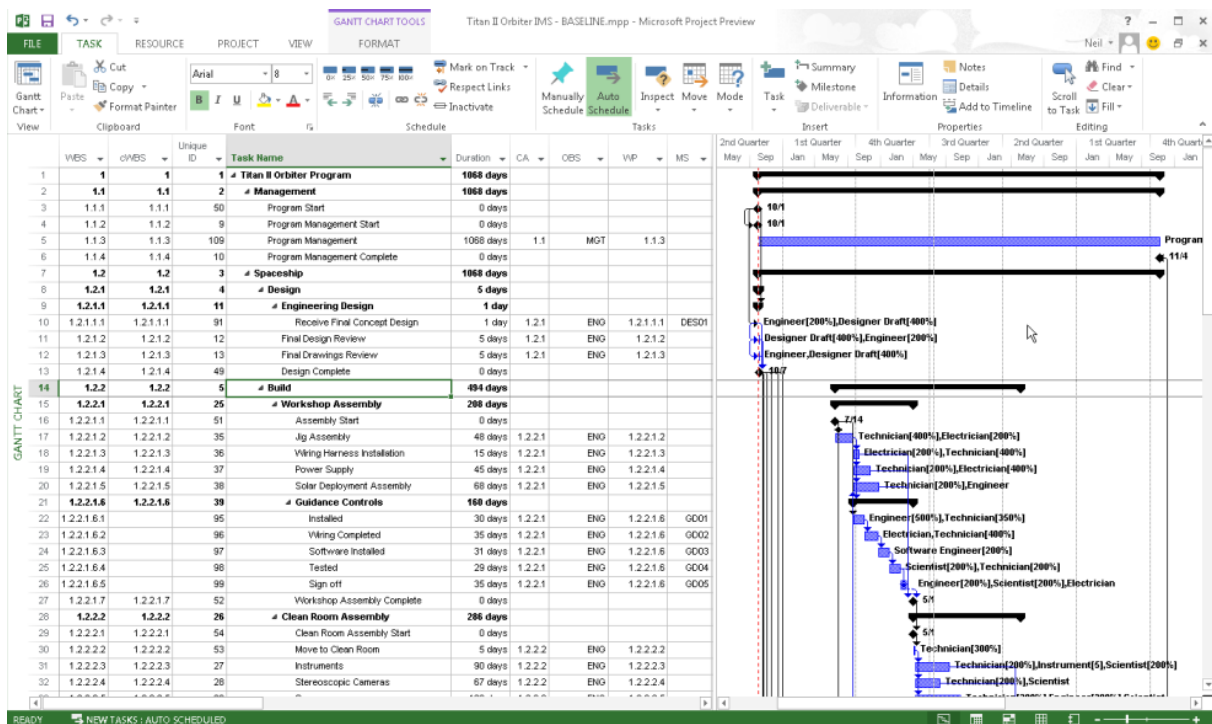 GANTT CHART TOOLS
Titan II Orbiter IMS - BASELINE.mpp - Microsoft Project Preview
FILE TASK RESOURCE PROJECT VIEW FORMAT Neil
Gantt Chart
View
Paste
Cut
Copy
Format Painter
Clipboard
Arial 8
B I U A
Font
0% 25% 50% 75% 100%
Mark on Track
Respect Links
Inactivate
Schedule
Manually Schedule
Auto Schedule
Inspect Move Mode
Tasks
Task
Summary
Milestone
Deliverable
Insert
Information
Notes
Details
Add to Timeline
Properties
Scroll to Task
Find
Clear
Fill
Editing
WBS cWBS Unique ID Task Name Duration CA OBS WP MS
2nd Quarter 1st Quarter 4th Quarter 3rd Quarter 2nd Quarter 1st Quarter 4th Quarter
May Sep Jan May Sep Jan May Sep Jan May Sep Jan May Sep Jan
1 1 1 1 Titan II Orbiter Program 1068 days
2 1.1 1.1 2 Management 1068 days
3 1.1.1 1.1.1 50 Program Start 0 days 10/1
4 1.1.2 1.1.2 9 Program Management Start 0 days 10/1
5 1.1.3 1.1.3 109 Program Management 1068 days 1.1 MGT 1.1.3 Program
6 1.1.4 1.1.4 10 Program Management Complete 0 days 11/4
7 1.2 1.2 3 Spaceship 1068 days
8 1.2.1 1.2.1 4 Design 5 days
9 1.2.1.1 1.2.1.1 11 Engineering Design 1 day
10 1.2.1.1.1 1.2.1.1.1 91 Receive Final Concept Design 1 day 1.2.1 ENG 1.2.1.1.1 DES01 Engineer[200%],Designer Draft[400%]
11 1.2.1.2 1.2.1.2 12 Final Design Review 5 days 1.2.1 ENG 1.2.1.2 Designer Draft[400%],Engineer[200%]
12 1.2.1.3 1.2.1.3 13 Final Drawings Review 5 days 1.2.1 ENG 1.2.1.3 Engineer,Designer Draft[400%]
13 1.2.1.4 1.2.1.4 49 Design Complete 0 days 10/7
14 1.2.2 1.2.2 5 Build 494 days
15 1.2.2.1 1.2.2.1 25 Workshop Assembly 208 days
16 1.2.2.1.1 1.2.2.1.1 51 Assembly Start 0 days 7/14
17 1.2.2.1.2 1.2.2.1.2 35 Jig Assembly 48 days 1.2.2.1 ENG 1.2.2.1.2 Technician[400%],Electrician[200%]
18 1.2.2.1.3 1.2.2.1.3 36 Wiring Harness Installation 15 days 1.2.2.1 ENG 1.2.2.1.3 Electrician[200%],Technician[400%]
19 1.2.2.1.4 1.2.2.1.4 37 Power Supply 45 days 1.2.2.1 ENG 1.2.2.1.4 Technician[200%],Electrician[400%]
20 1.2.2.1.5 1.2.2.1.5 38 Solar Deployment Assembly 68 days 1.2.2.1 ENG 1.2.2.1.5 Technician[200%],Engineer
21 1.2.2.1.6 1.2.2.1.6 39 Guidance Controls 160 days
22 1.2.2.1.6.1 95 Installed 30 days 1.2.2.1 ENG 1.2.2.1.6 GD01 Engineer[500%],Technician[350%]
23 1.2.2.1.6.2 96 Wiring Completed 35 days 1.2.2.1 ENG 1.2.2.1.6 GD02 Electrician,Technician[400%]
24 1.2.2.1.6.3 97 Software Installed 31 days 1.2.2.1 ENG 1.2.2.1.6 GD03 Software Engineer[200%]
25 1.2.2.1.6.4 98 Tested 29 days 1.2.2.1 ENG 1.2.2.1.6 GD04 Scientist[200%],Technician[200%]
26 1.2.2.1.6.5 99 Sign off 35 days 1.2.2.1 ENG 1.2.2.1.6 GD05 Engineer[200%],Scientist[200%],Electrician
27 1.2.2.1.7 1.2.2.1.7 52 Workshop Assembly Complete 0 days 5/1
28 1.2.2.2 1.2.2.2 26 Clean Room Assembly 286 days
29 1.2.2.2.1 1.2.2.2.1 54 Clean Room Assembly Start 0 days 5/1
30 1.2.2.2.2 1.2.2.2.2 53 Move to Clean Room 5 days 1.2.2.2 ENG 1.2.2.2.2 Technician[300%]
31 1.2.2.2.3 1.2.2.2.3 27 Instruments 90 days 1.2.2.2 ENG 1.2.2.2.3 Technician[200%],Instrument[5],Scientist[200%]
32 1.2.2.2.4 1.2.2.2.4 28 Stereoscopic Cameras 67 days 1.2.2.2 ENG 1.2.2.2.4 Technician[200%],Scientist
GANTT CHART
READY NEW TASKS : AUTO SCHEDULED